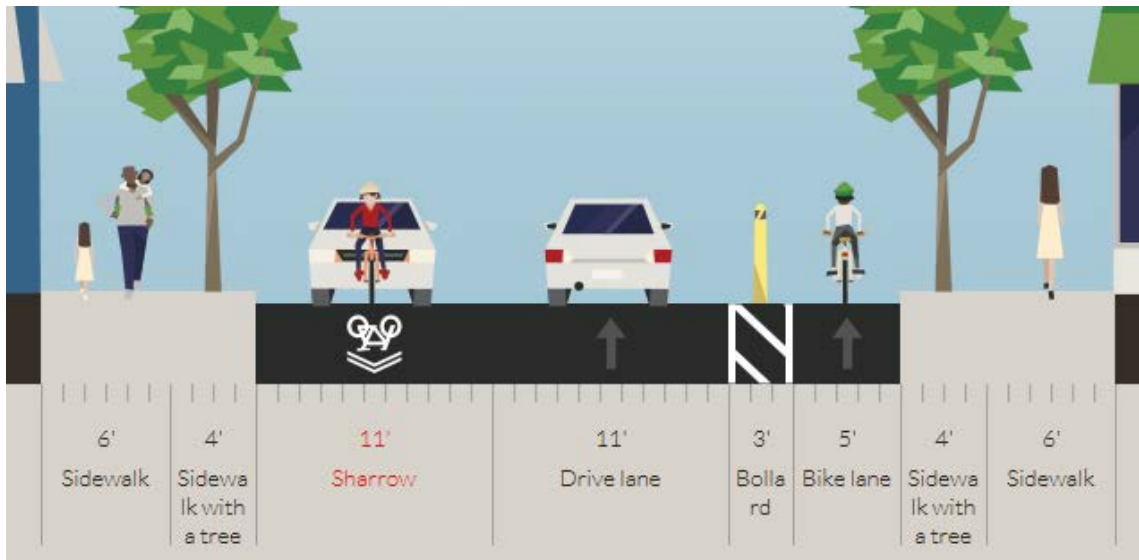 6'
Sidewalk
4'
Sidewa
lk with
a tree
11'
Sharrow
11'
Drive lane
3'
Bolla
rd
5'
Bike lane
4'
Sidewa
lk with
a tree
6'
Sidewalk